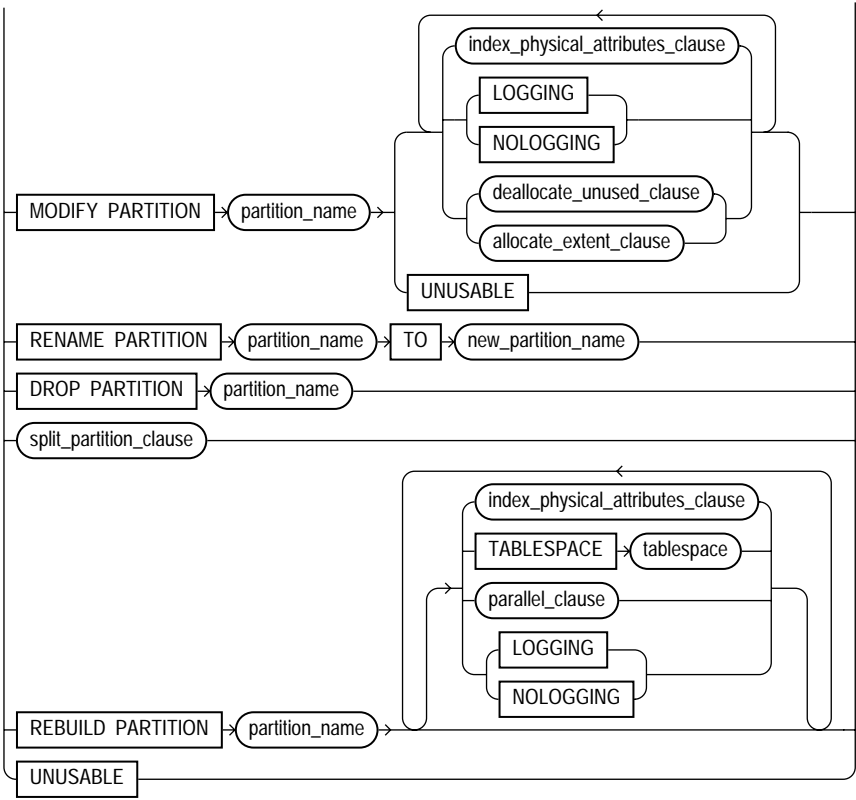 index_physical_attributes_clause
LOGGING
NOLOGGING
deallocate_unused_clause
MODIFY PARTITION partition_name
allocate_extent_clause
UNUSABLE
RENAME PARTITION partition_name TO new_partition_name
DROP PARTITION partition_name
split_partition_clause
index_physical_attributes_clause
TABLESPACE tablespace
parallel_clause
LOGGING
NOLOGGING
REBUILD PARTITION partition_name
UNUSABLE